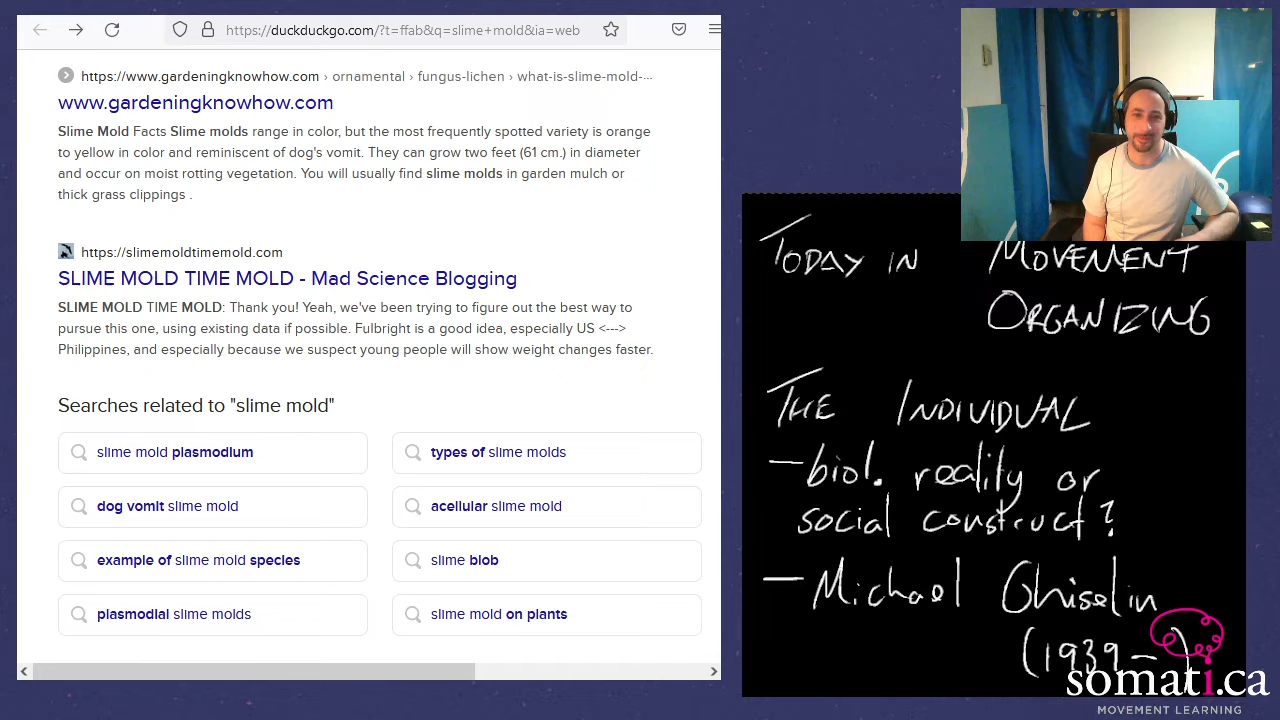 https://duckduckgo.com/?t=ffab&q=slime+mold&ia=web
https://www.gardeningknowhow.com › ornamental › fungus-lichen › what-is-slime-mold-...
www.gardeningknowhow.com
Slime Mold Facts Slime molds range in color, but the most frequently spotted variety is orange
to yellow in color and reminiscent of dog's vomit. They can grow two feet (61 cm.) in diameter
and occur on moist rotting vegetation. You will usually find slime molds in garden mulch or
thick grass clippings .
https://slimemoldtimemold.com
SLIME MOLD TIME MOLD - Mad Science Blogging
SLIME MOLD TIME MOLD: Thank you! Yeah, we've been trying to figure out the best way to
pursue this one, using existing data if possible. Fulbright is a good idea, especially US <--->
Philippines, and especially because we suspect young people will show weight changes faster.
Searches related to "slime mold"
slime mold plasmodium
types of slime molds
dog vomit slime mold
acellular slime mold
example of slime mold species
slime blob
plasmodial slime molds
slime mold on plants
TODAY IN MOVEMENT
ORGANIZING
THE INDIVIDUAL
- biol. reality or
social construct?
- Michael Ghiselin
(1939- )
somati.ca
MOVEMENT LEARNING